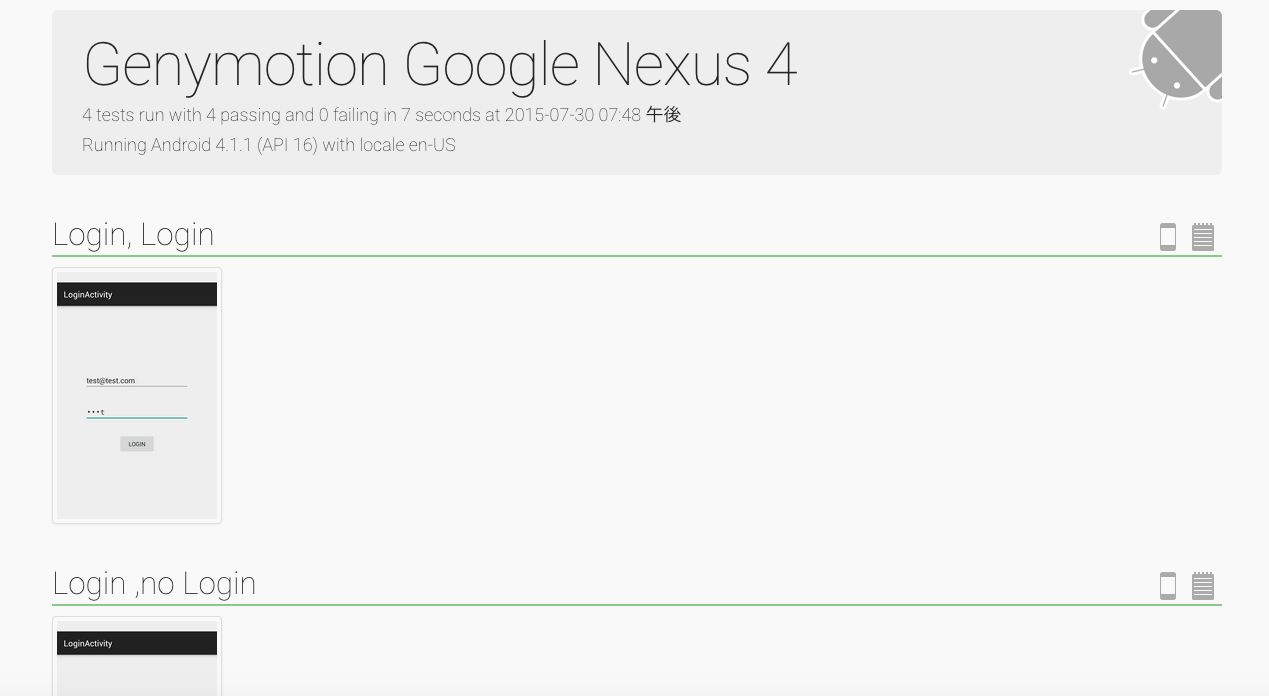 Genymotion Google Nexus 4
4 tests run with 4 passing and 0 failing in 7 seconds at 2015-07-30 07:48 午後
Running Android 4.1.1 (API 16) with locale en-US
Login, Login
LoginActivity
test@test.com
•••t
LOGIN
Login ,no Login
LoginActivity